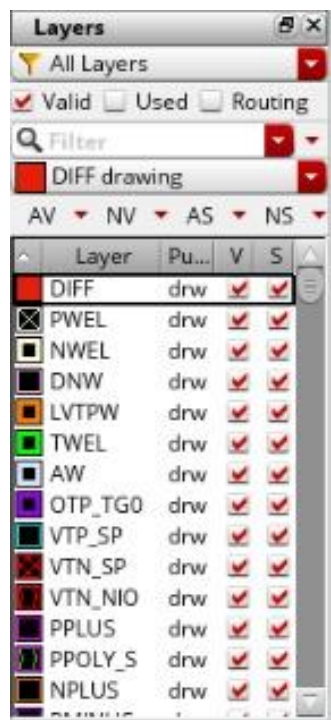 Layers
All Layers
Valid Used Routing
Filter
DIFF drawing
AV NV AS NS
Layer Pu... V S
DIFF drw
PWEL drw
NWEL drw
DNW drw
LVTPW drw
TWEL drw
AW drw
OTP_TG0 drw
VTP_SP drw
VTN_SP drw
VTN_NIO drw
PPLUS drw
PPOLY_S drw
NPLUS drw